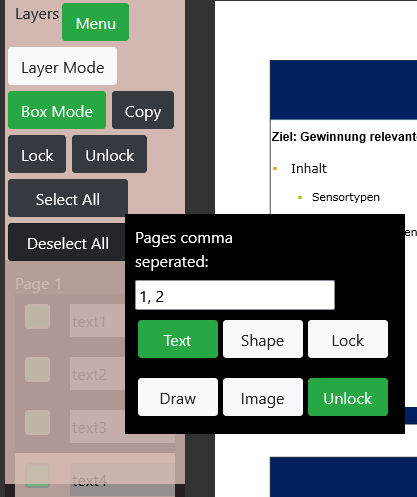 Layers Menu
Layer Mode
Box Mode Copy
Lock Unlock
Select All
Deselect All
Page 1
text1
text2
text3
text4
Pages comma
seperated:
1, 2
Text Shape Lock
Draw Image Unlock
Ziel: Gewinnung relevant
Inhalt
Sensortypen